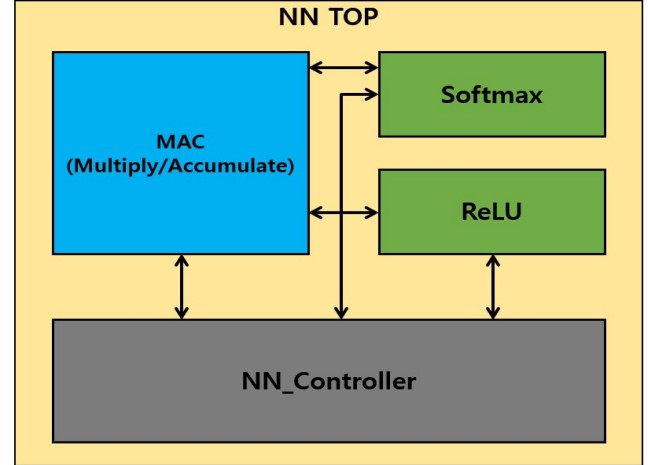 NN TOP
MAC
(Multiply/Accumulate)
Softmax
ReLU
NN_Controller